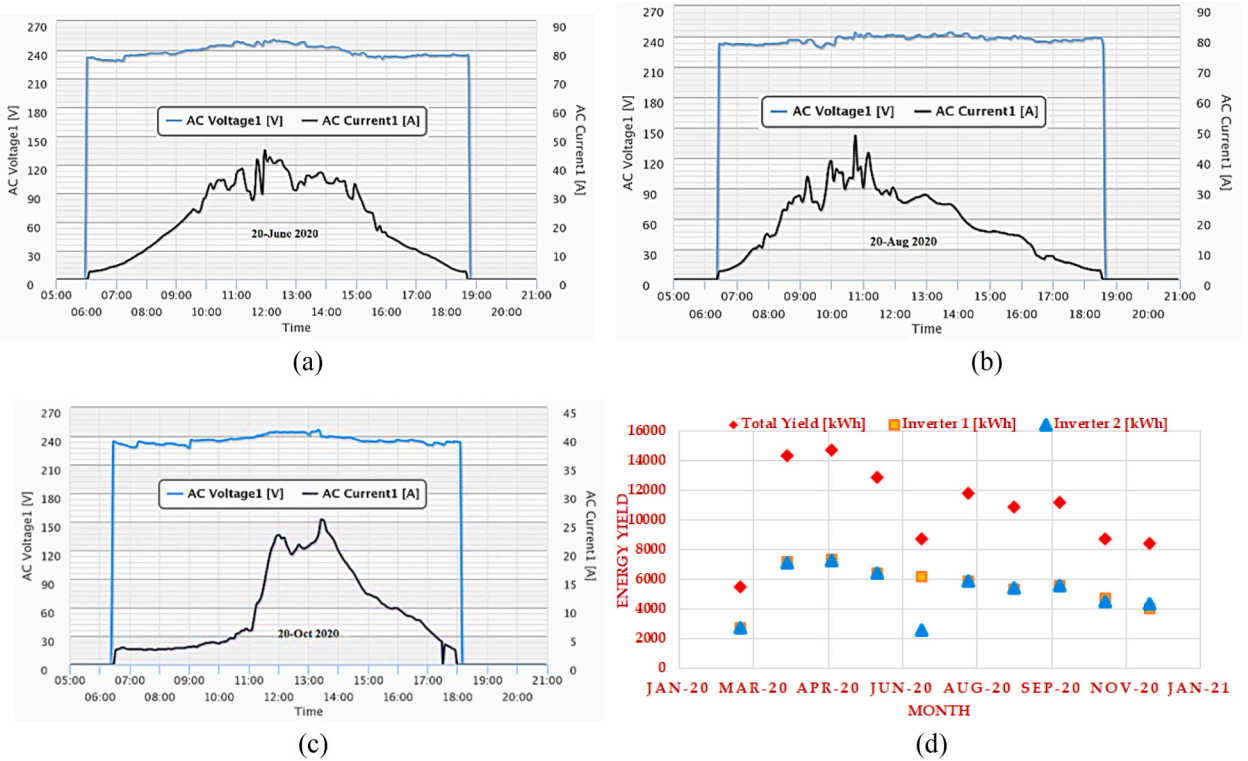 270
240
210
180
150
120
90
60
30
0
AC Voltage1 [V]
90
80
70
60
50
40
30
20
10
0
AC Current1 [A]
AC Voltage1 [V] AC Current1 [A]
20-June 2020
05:00 07:00 09:00 11:00 13:00 15:00 17:00 19:00 21:00
06:00 08:00 10:00 12:00 14:00 16:00 18:00 20:00
Time
(a)
270
240
210
180
150
120
90
60
30
0
AC Voltage1 [V]
90
80
70
60
50
40
30
20
10
0
AC Current1 [A]
AC Voltage1 [V] AC Current1 [A]
20-Aug 2020
05:00 07:00 09:00 11:00 13:00 15:00 17:00 19:00 21:00
06:00 08:00 10:00 12:00 14:00 16:00 18:00 20:00
Time
(b)
270
240
210
180
150
120
90
60
30
0
AC Voltage1 [V]
45
40
35
30
25
20
15
10
5
0
AC Current1 [A]
AC Voltage1 [V] AC Current1 [A]
20-Oct 2020
05:00 07:00 09:00 11:00 13:00 15:00 17:00 19:00 21:00
06:00 08:00 10:00 12:00 14:00 16:00 18:00 20:00
Time
(c)
Total Yield [kWh] Inverter 1 [kWh] Inverter 2 [kWh]
16000
14000
12000
10000
8000
6000
4000
2000
0
ENERGY YIELD
JAN-20 MAR-20 APR-20 JUN-20 AUG-20 SEP-20 NOV-20 JAN-21
MONTH
(d)